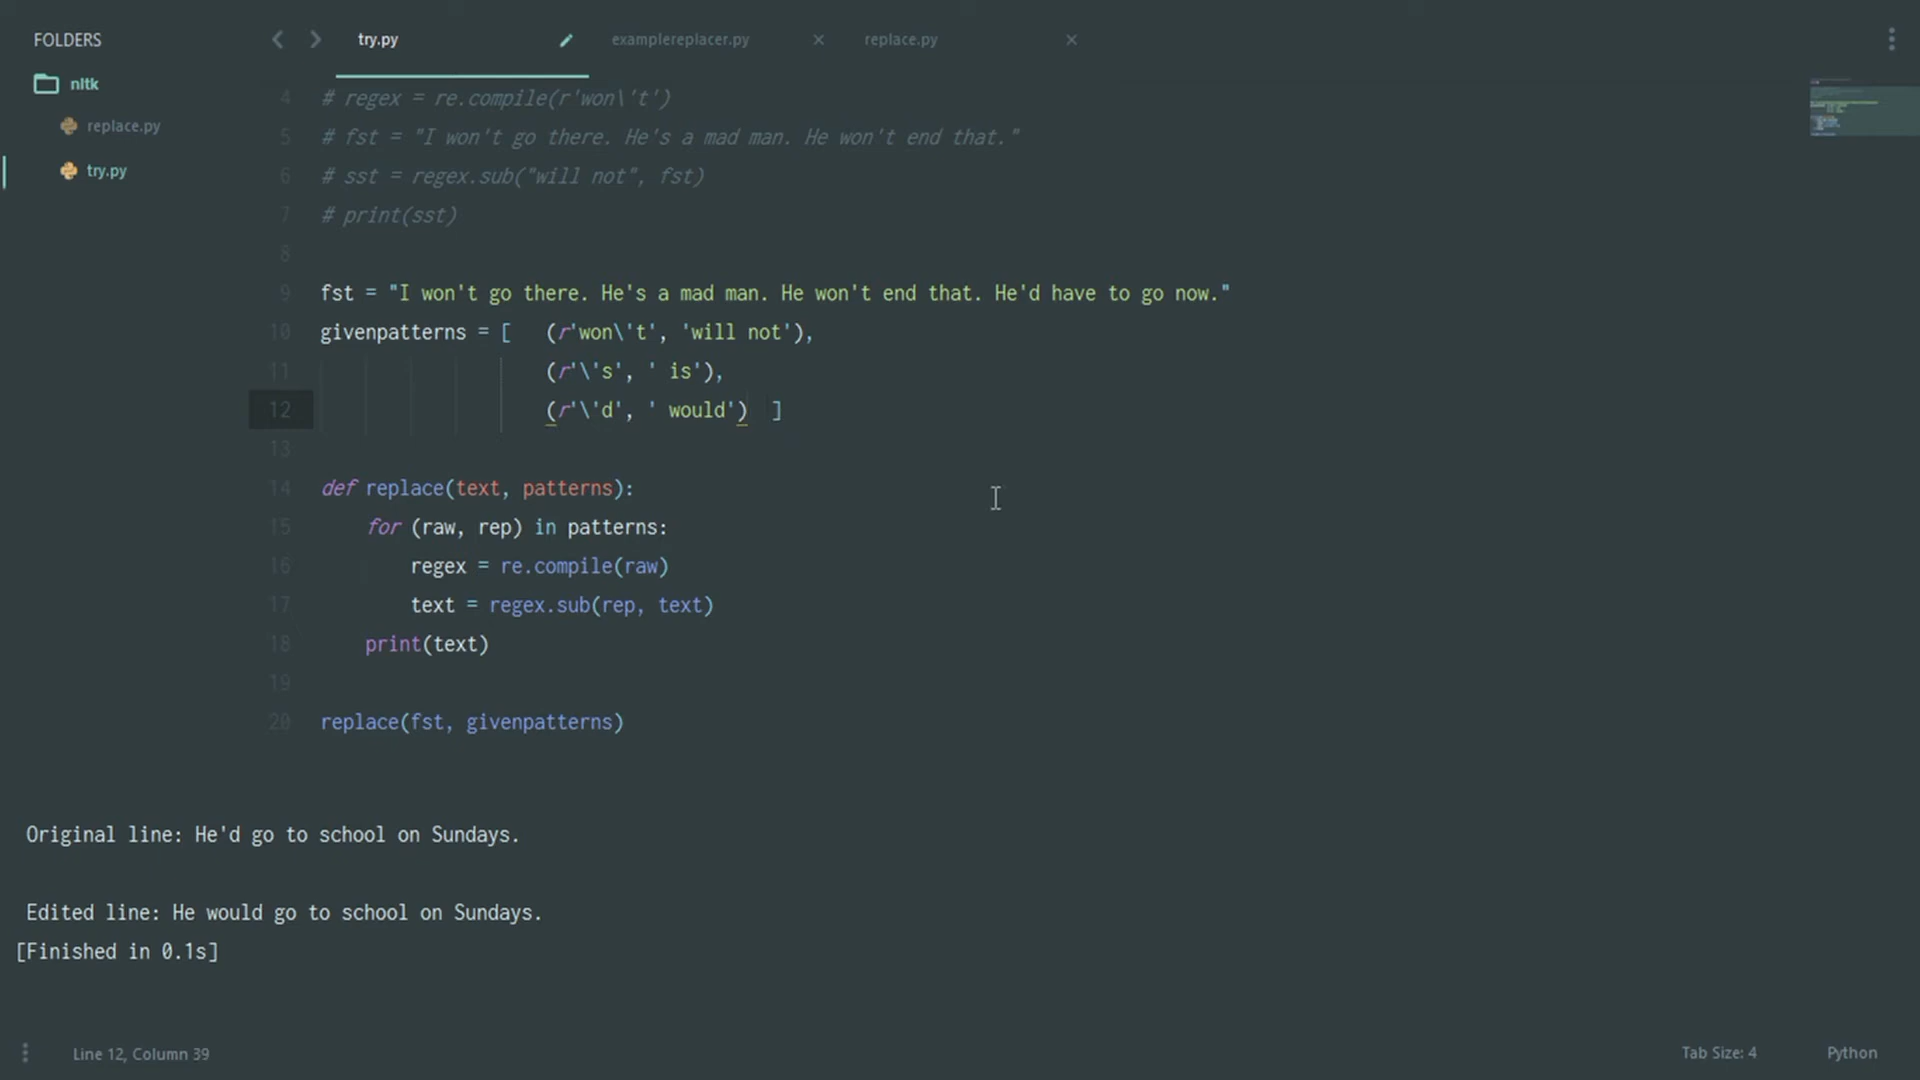 FOLDERS
nltk
replace.py
try.py
try.py
examplereplacer.py
replace.py
4 # regex = re.compile(r'won\'t')
5 # fst = "I won't go there. He's a mad man. He won't end that."
6 # sst = regex.sub("will not", fst)
7 # print(sst)
8
9 fst = "I won't go there. He's a mad man. He won't end that. He'd have to go now."
10 givenpatterns = [ (r'won\'t', 'will not'),
11 (r'\'s', ' is'),
12 (r'\'d', ' would') ]
13
14 def replace(text, patterns):
15 for (raw, rep) in patterns:
16 regex = re.compile(raw)
17 text = regex.sub(rep, text)
18 print(text)
19
20 replace(fst, givenpatterns)
Original line: He'd go to school on Sundays.
Edited line: He would go to school on Sundays.
[Finished in 0.1s]
Line 12, Column 39
Tab Size: 4
Python